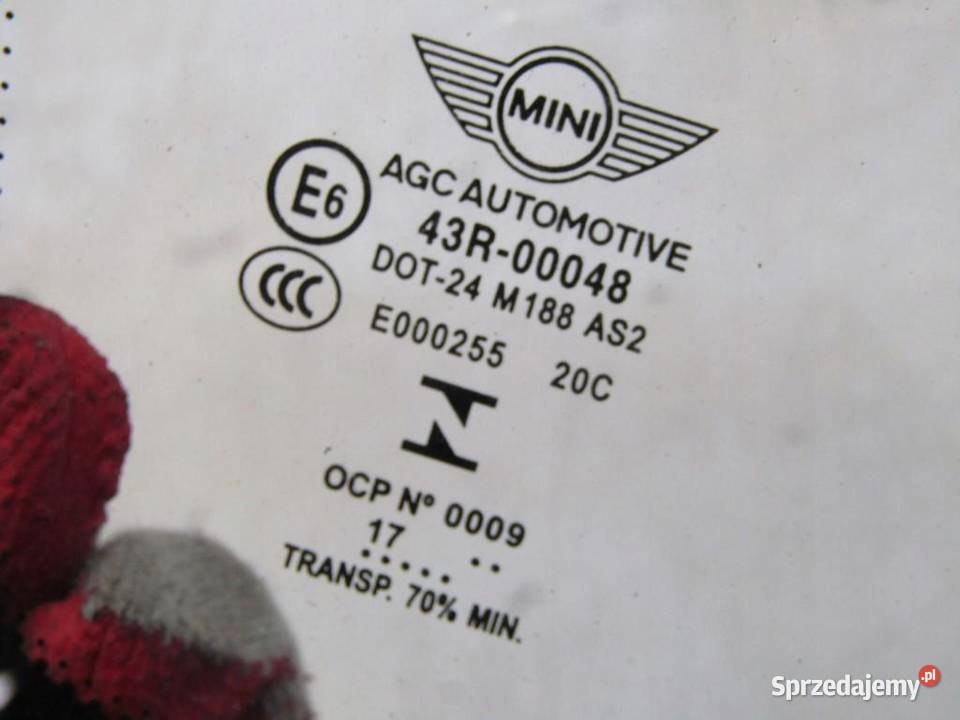 MINI
AGC AUTOMOTIVE
E6
43R-00048
CCC
DOT-24 M188 AS2
E000255 20C
OCP Nº 0009
17
..... ..
TRANSP. 70% MIN.
Sprzedajemy.pl